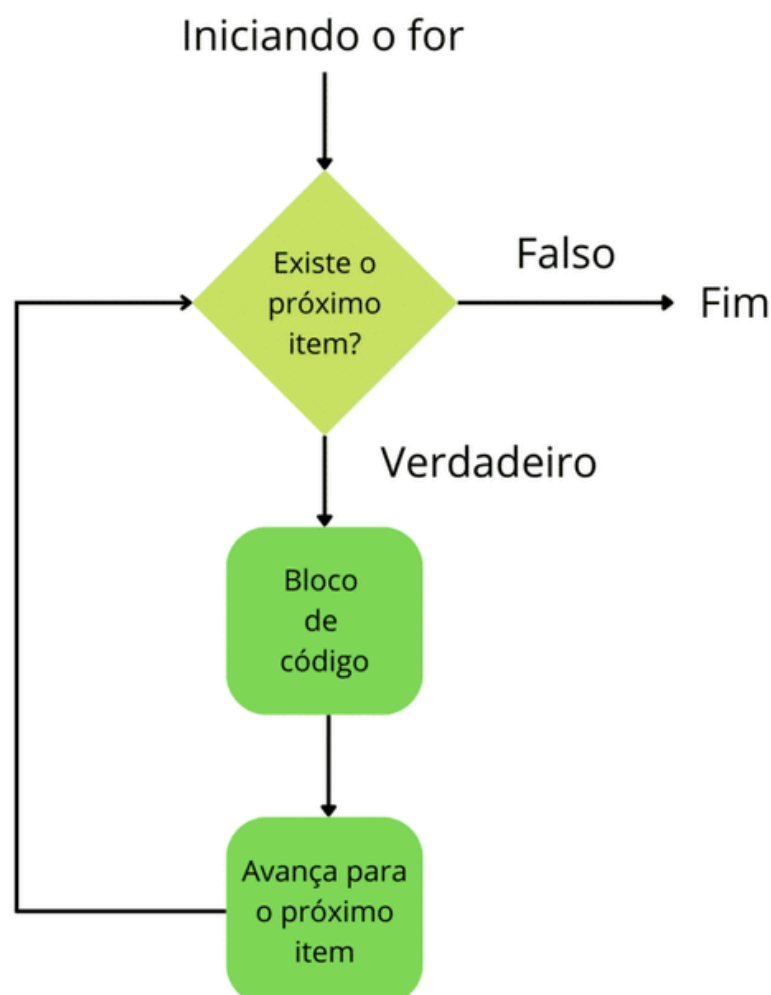 Iniciando o for
Existe o
próximo
item?
Falso
Fim
Verdadeiro
Bloco
de
código
Avança para
o próximo
item